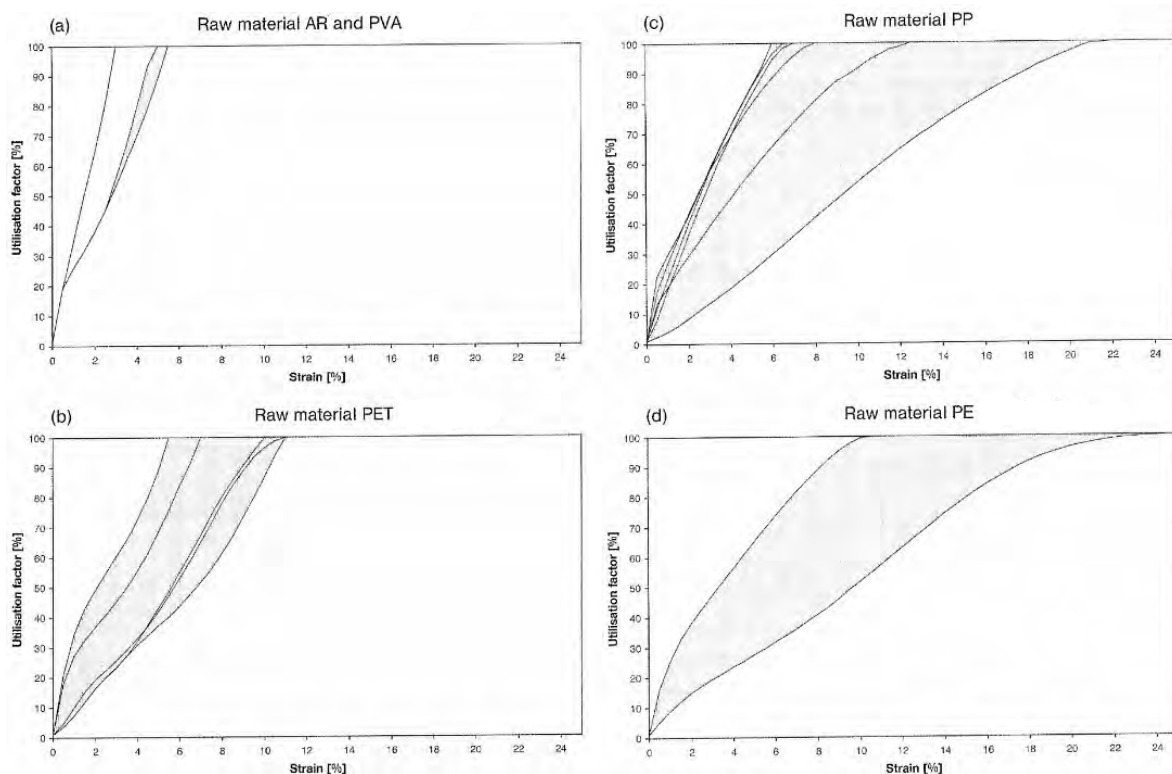 (a) Raw material AR and PVA
Utilisation factor [%]
100
90
80
70
60
50
40
30
20
10
0
0 2 4 6 8 10 12 14 16 18 20 22 24
Strain [%]
(c) Raw material PP
Utilisation factor [%]
100
90
80
70
60
50
40
30
20
10
0
0 2 4 6 8 10 12 14 16 18 20 22 24
Strain [%]
(b) Raw material PET
Utilisation factor [%]
100
90
80
70
60
50
40
30
20
10
0
0 2 4 6 8 10 12 14 16 18 20 22 24
Strain [%]
(d) Raw material PE
Utilisation factor [%]
100
90
80
70
60
50
40
30
20
10
0
0 2 4 6 8 10 12 14 16 18 20 22 24
Strain [%]